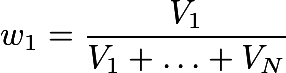 $w_1 = \frac{V_1}{V_1 + \ldots + V_N}$